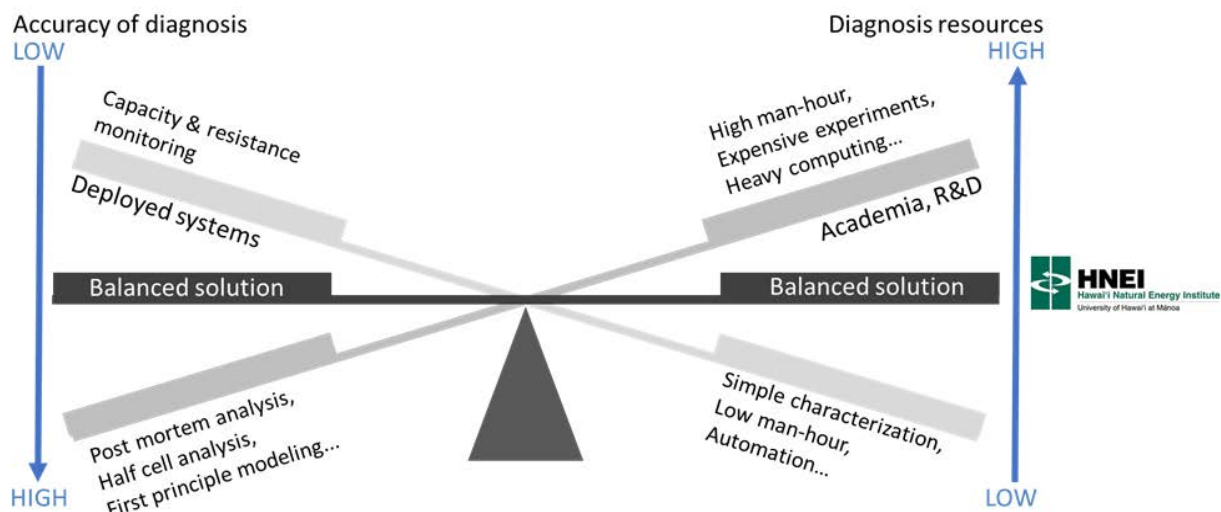 Accuracy of diagnosis
LOW
Diagnosis resources
HIGH
Capacity & resistance
monitoring
Deployed systems
High man-hour,
Expensive experiments,
Heavy computing...
Academia, R&D
Balanced solution
Balanced solution
HNEI
Hawai‘i Natural Energy Institute
University of Hawai‘i at Mānoa
Post mortem analysis,
Half cell analysis,
First principle modeling...
Simple characterization,
Low man-hour,
Automation...
HIGH
LOW